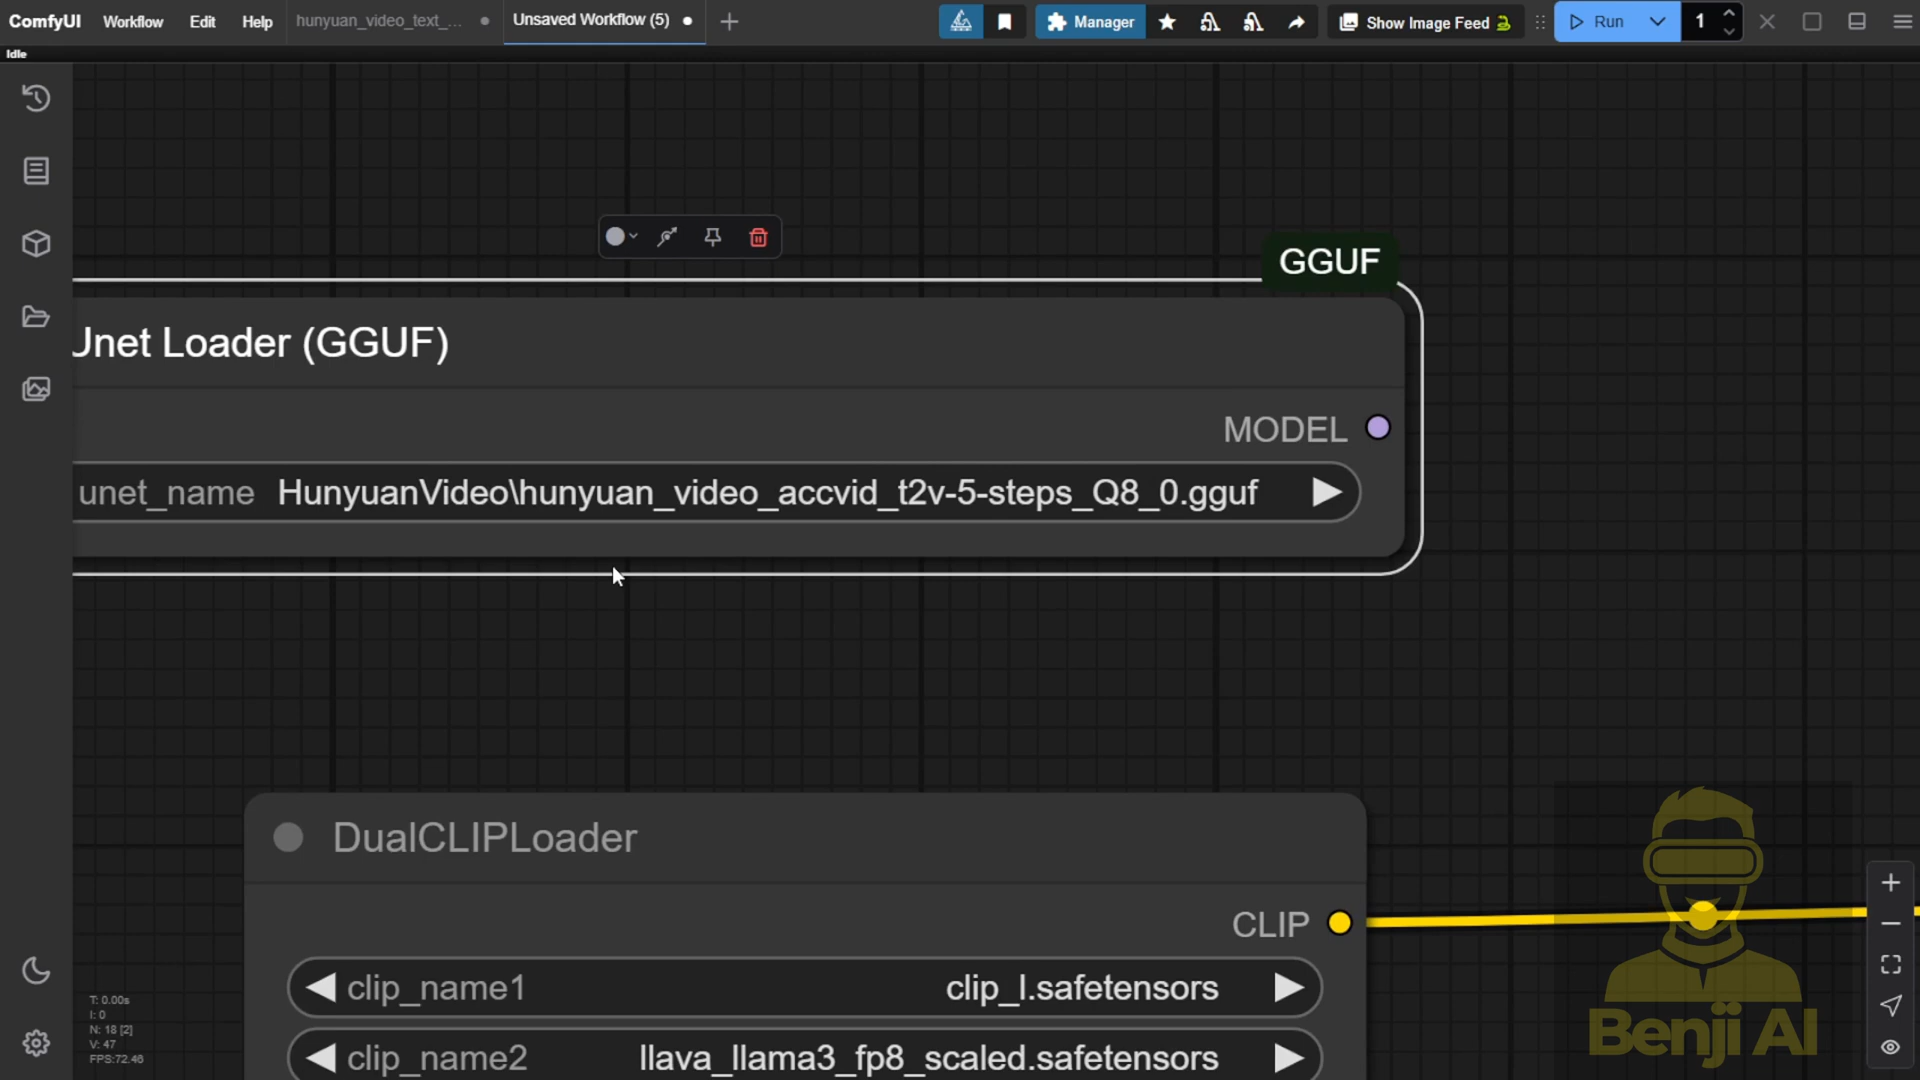 ComfyUI Workflow Edit Help hunyuan_video_text_... Unsaved Workflow (5) Manager Show Image Feed Run 1
Idle
GGUF
Unet Loader (GGUF)
MODEL
unet_name HunyuanVideo\hunyuan_video_accvid_t2v-5-steps_Q8_0.gguf
DualCLIPLoader
CLIP
clip_name1 clip_l.safetensors
clip_name2 llava_llama3_fp8_scaled.safetensors
T: 0.00s
I: 0
N: 18 [2]
V: 47
FPS:72.46
Benji AI